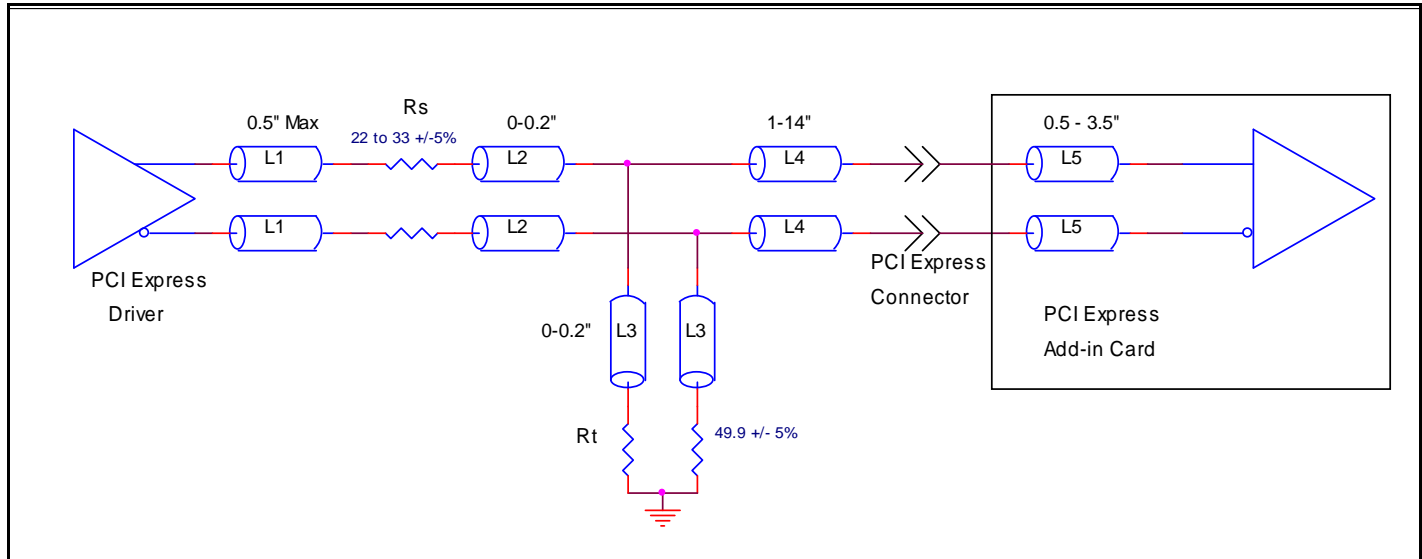 Rs
0.5" Max
22 to 33 +/-5%
0-0.2"
1-14"
0.5 - 3.5"
L1
L2
L4
L5
L1
L2
L4
L5
PCI Express
Driver
PCI Express
Connector
0-0.2"
L3
L3
PCI Express
Add-in Card
Rt
49.9 +/- 5%